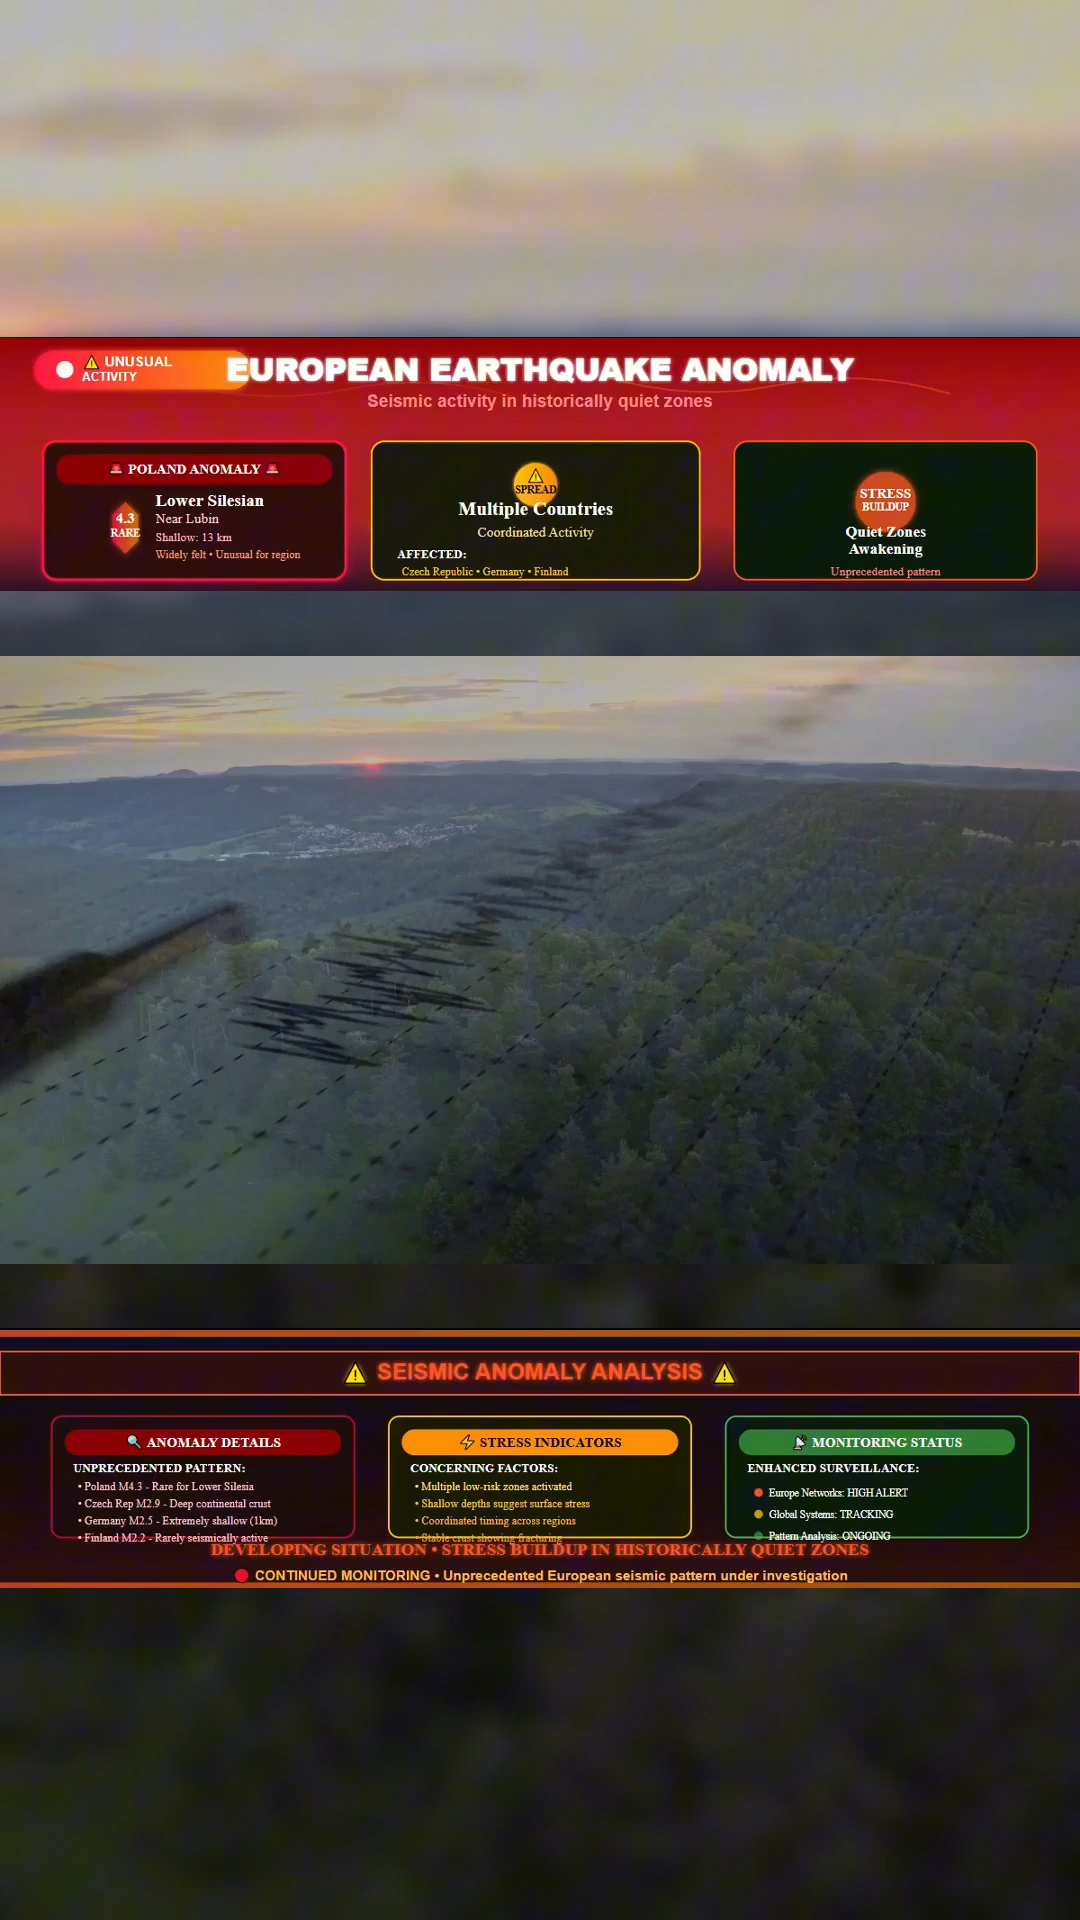 ⚠ UNUSUAL
ACTIVITY
EUROPEAN EARTHQUAKE ANOMALY
Seismic activity in historically quiet zones
🚨 POLAND ANOMALY 🚨
4.3
RARE
Lower Silesian
Near Lubin
Shallow: 13 km
Widely felt • Unusual for region
⚠
SPREAD
Multiple Countries
Coordinated Activity
AFFECTED:
Czech Republic • Germany • Finland
STRESS
BUILDUP
Quiet Zones
Awakening
Unprecedented pattern
⚠ SEISMIC ANOMALY ANALYSIS ⚠
🔍 ANOMALY DETAILS
UNPRECEDENTED PATTERN:
• Poland M4.3 - Rare for Lower Silesia
• Czech Rep M2.9 - Deep continental crust
• Germany M2.5 - Extremely shallow (1km)
• Finland M2.2 - Rarely seismically active
⚡ STRESS INDICATORS
CONCERNING FACTORS:
• Multiple low-risk zones activated
• Shallow depths suggest surface stress
• Coordinated timing across regions
• Stable crust showing fracturing
📡 MONITORING STATUS
ENHANCED SURVEILLANCE:
Europe Networks: HIGH ALERT
Global Systems: TRACKING
Pattern Analysis: ONGOING
DEVELOPING SITUATION • STRESS BUILDUP IN HISTORICALLY QUIET ZONES
🔴 CONTINUED MONITORING • Unprecedented European seismic pattern under investigation